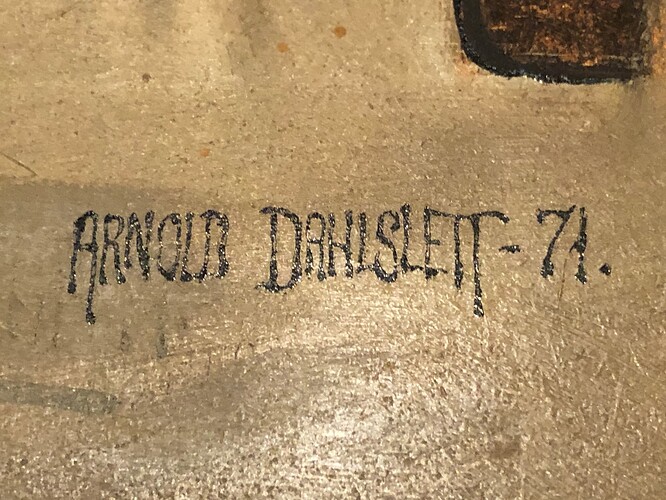 ARNOLD DAHLSLETT - 71.